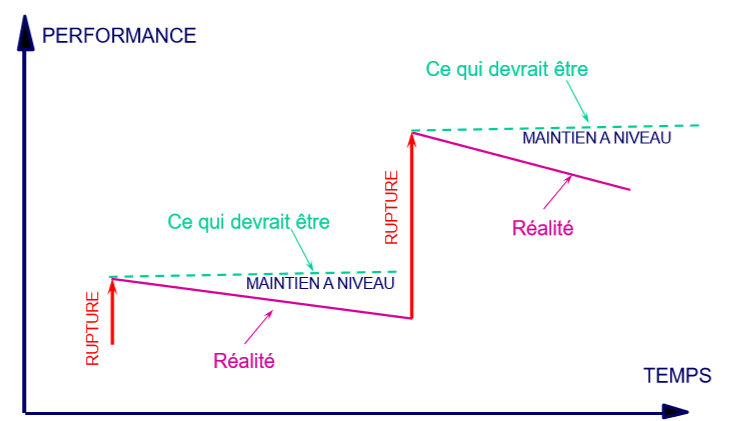 PERFORMANCE
Ce qui devrait être
MAINTIEN A NIVEAU
RUPTURE
Réalité
Ce qui devrait être
MAINTIEN A NIVEAU
RUPTURE
Réalité
TEMPS